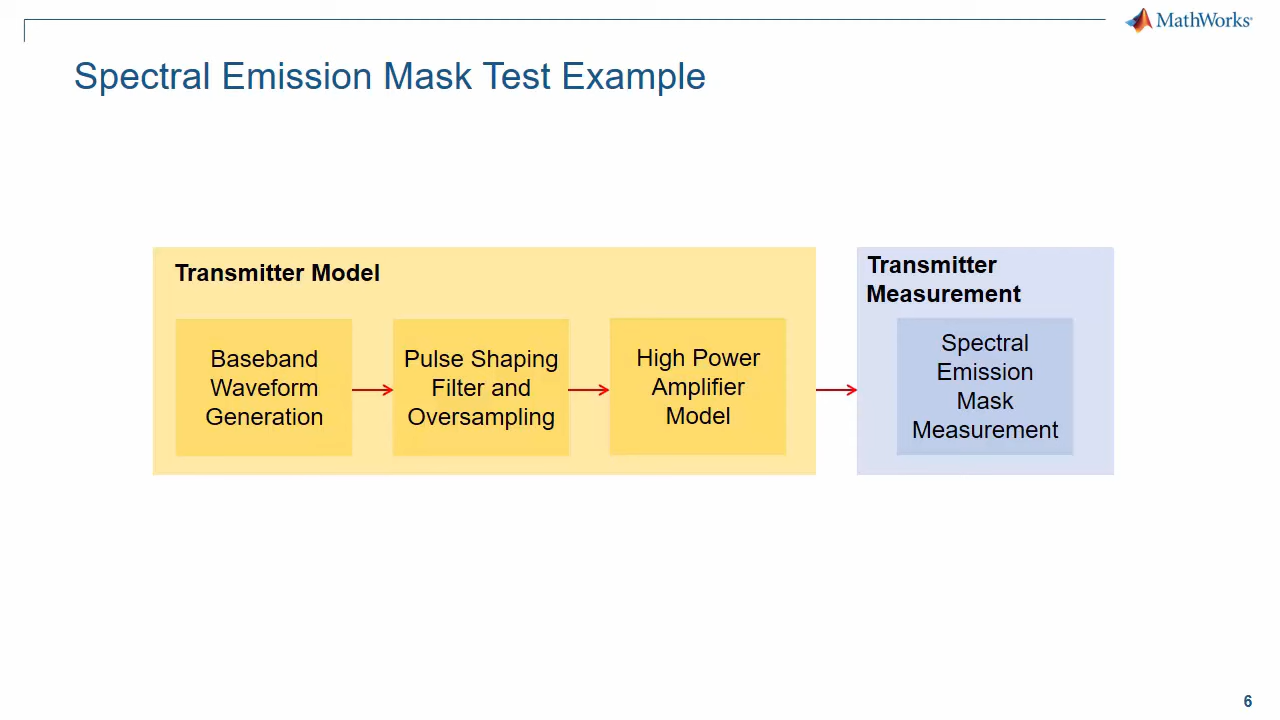 MathWorks
Spectral Emission Mask Test Example
Transmitter Model
Baseband
Waveform
Generation
Pulse Shaping
Filter and
Oversampling
High Power
Amplifier
Model
Transmitter
Measurement
Spectral
Emission
Mask
Measurement
6